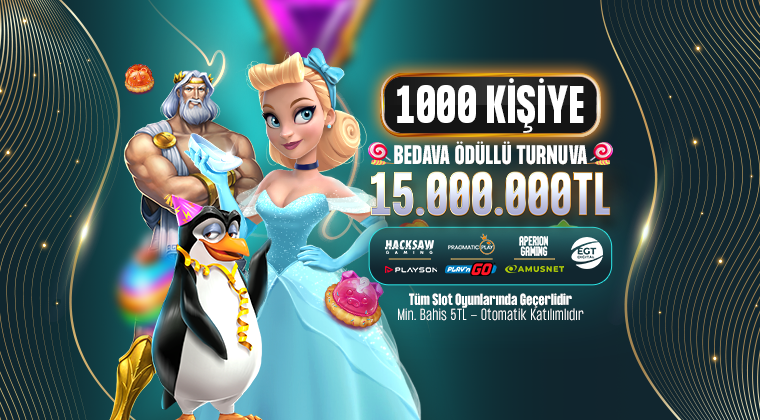 1000 KİŞİYE
BEDAVA ÖDÜLLÜ TURNUVA
15.000.000TL
HACKSAW GAMING PRAGMATIC PLAY APERION GAMING EGT DIGITAL
PLAYSON PLAY'N GO AMUSNET
Tüm Slot Oyunlarında Geçerlidir
Min. Bahis 5TL – Otomatik Katılımlıdır